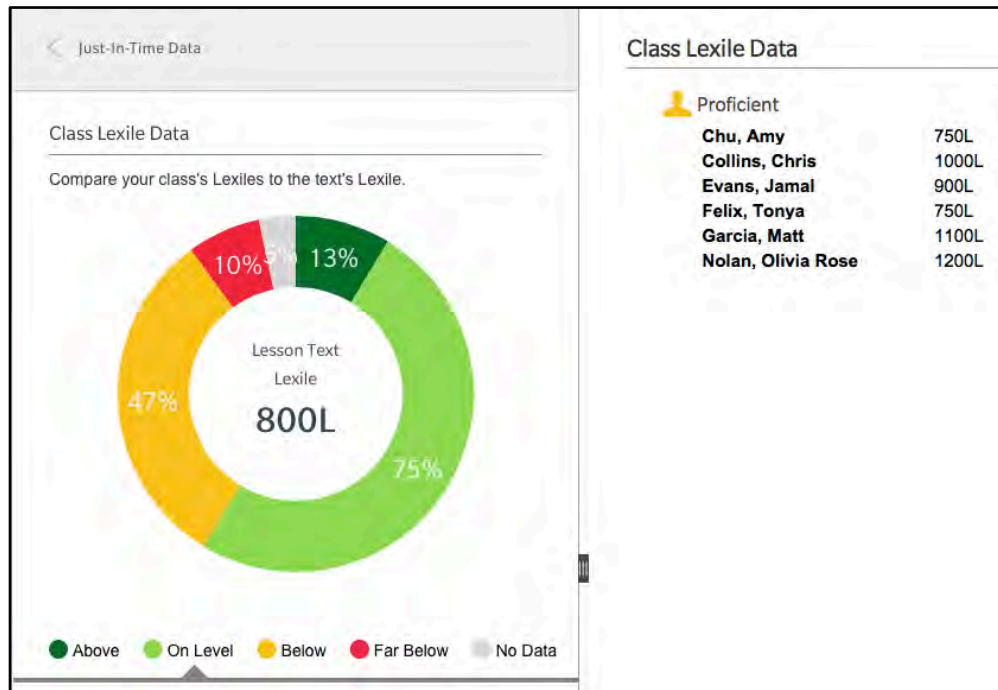 Just-In-Time Data
Class Lexile Data
Compare your class's Lexiles to the text's Lexile.
10%
5%
13%
47%
75%
Lesson Text
Lexile
800L
Above
On Level
Below
Far Below
No Data
Class Lexile Data
Proficient
Chu, Amy 750L
Collins, Chris 1000L
Evans, Jamal 900L
Felix, Tonya 750L
Garcia, Matt 1100L
Nolan, Olivia Rose 1200L